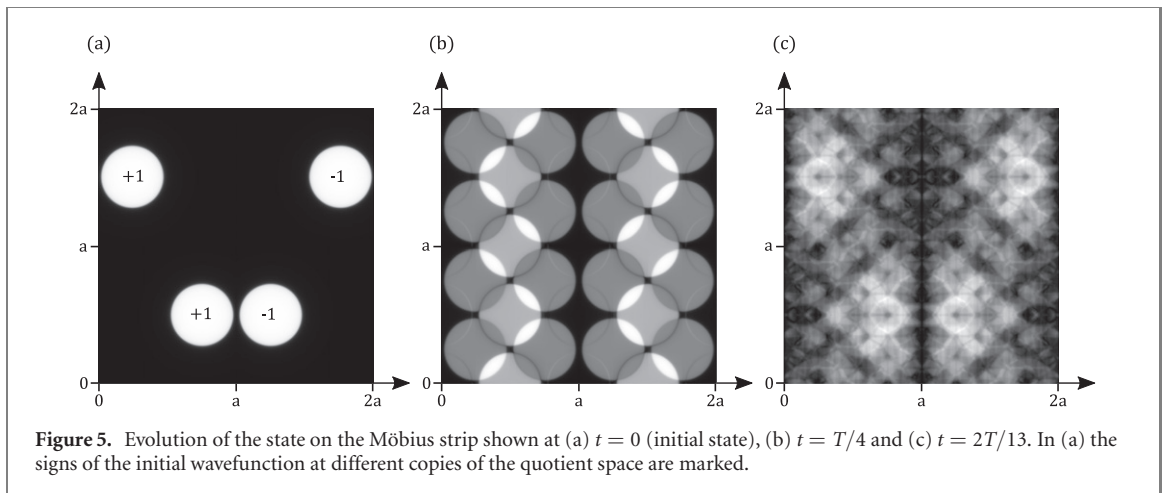 (a)
(b)
(c)
2a
2a
2a
+1
-1
a
a
a
+1
-1
0
0
0
0
a
2a
0
a
2a
0
a
2a
Figure 5. Evolution of the state on the Möbius strip shown at (a) t = 0 (initial state), (b) t = T/4 and (c) t = 2T/13. In (a) the
signs of the initial wavefunction at different copies of the quotient space are marked.